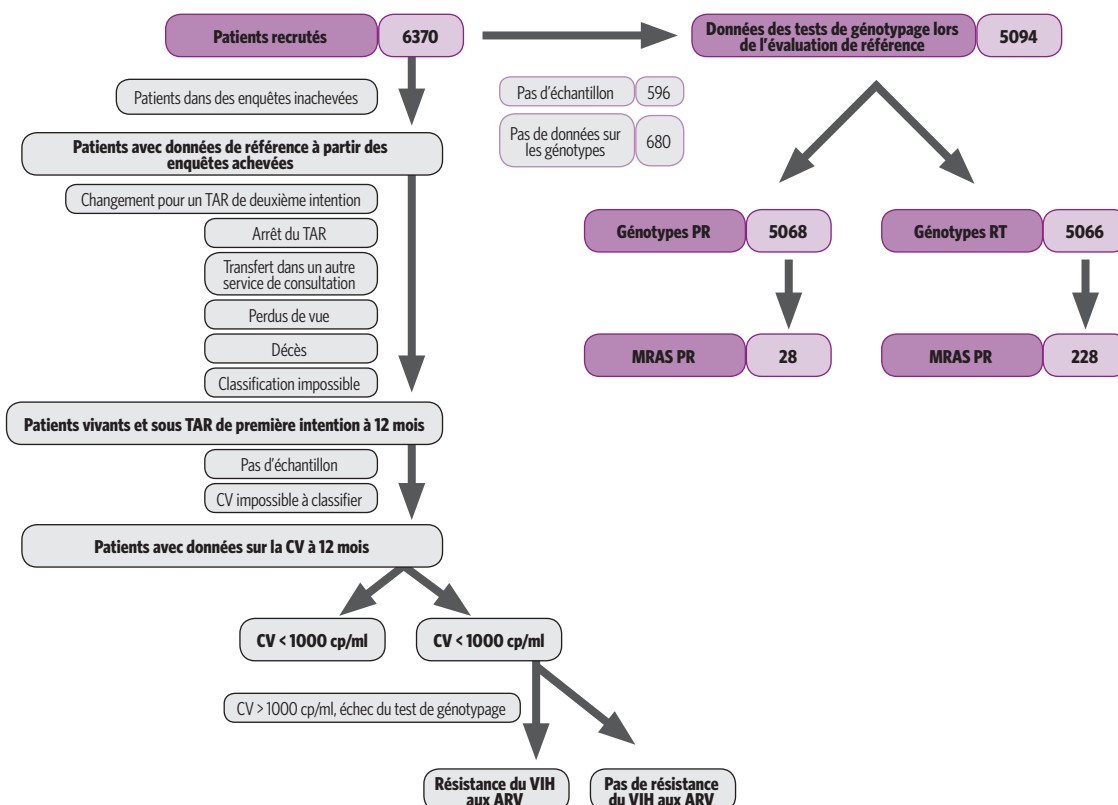 Patients recrutés
6370
Données des tests de génotypage lors
de l'évaluation de référence
5094
Patients dans des enquêtes inachevées
Pas d'échantillon
596
Pas de données sur
les génotypes
680
Patients avec données de référence à partir des
enquêtes achevées
Changement pour un TAR de deuxième intention
Arrêt du TAR
Transfert dans un autre
service de consultation
Perdus de vue
Décès
Classification impossible
Génotypes PR
5068
Génotypes RT
5066
MRAS PR
28
MRAS PR
228
Patients vivants et sous TAR de première intention à 12 mois
Pas d'échantillon
CV impossible à classifier
Patients avec données sur la CV à 12 mois
CV < 1000 cp/ml
CV < 1000 cp/ml
CV > 1000 cp/ml, échec du test de génotypage
Résistance du VIH
aux ARV
Pas de résistance
du VIH aux ARV